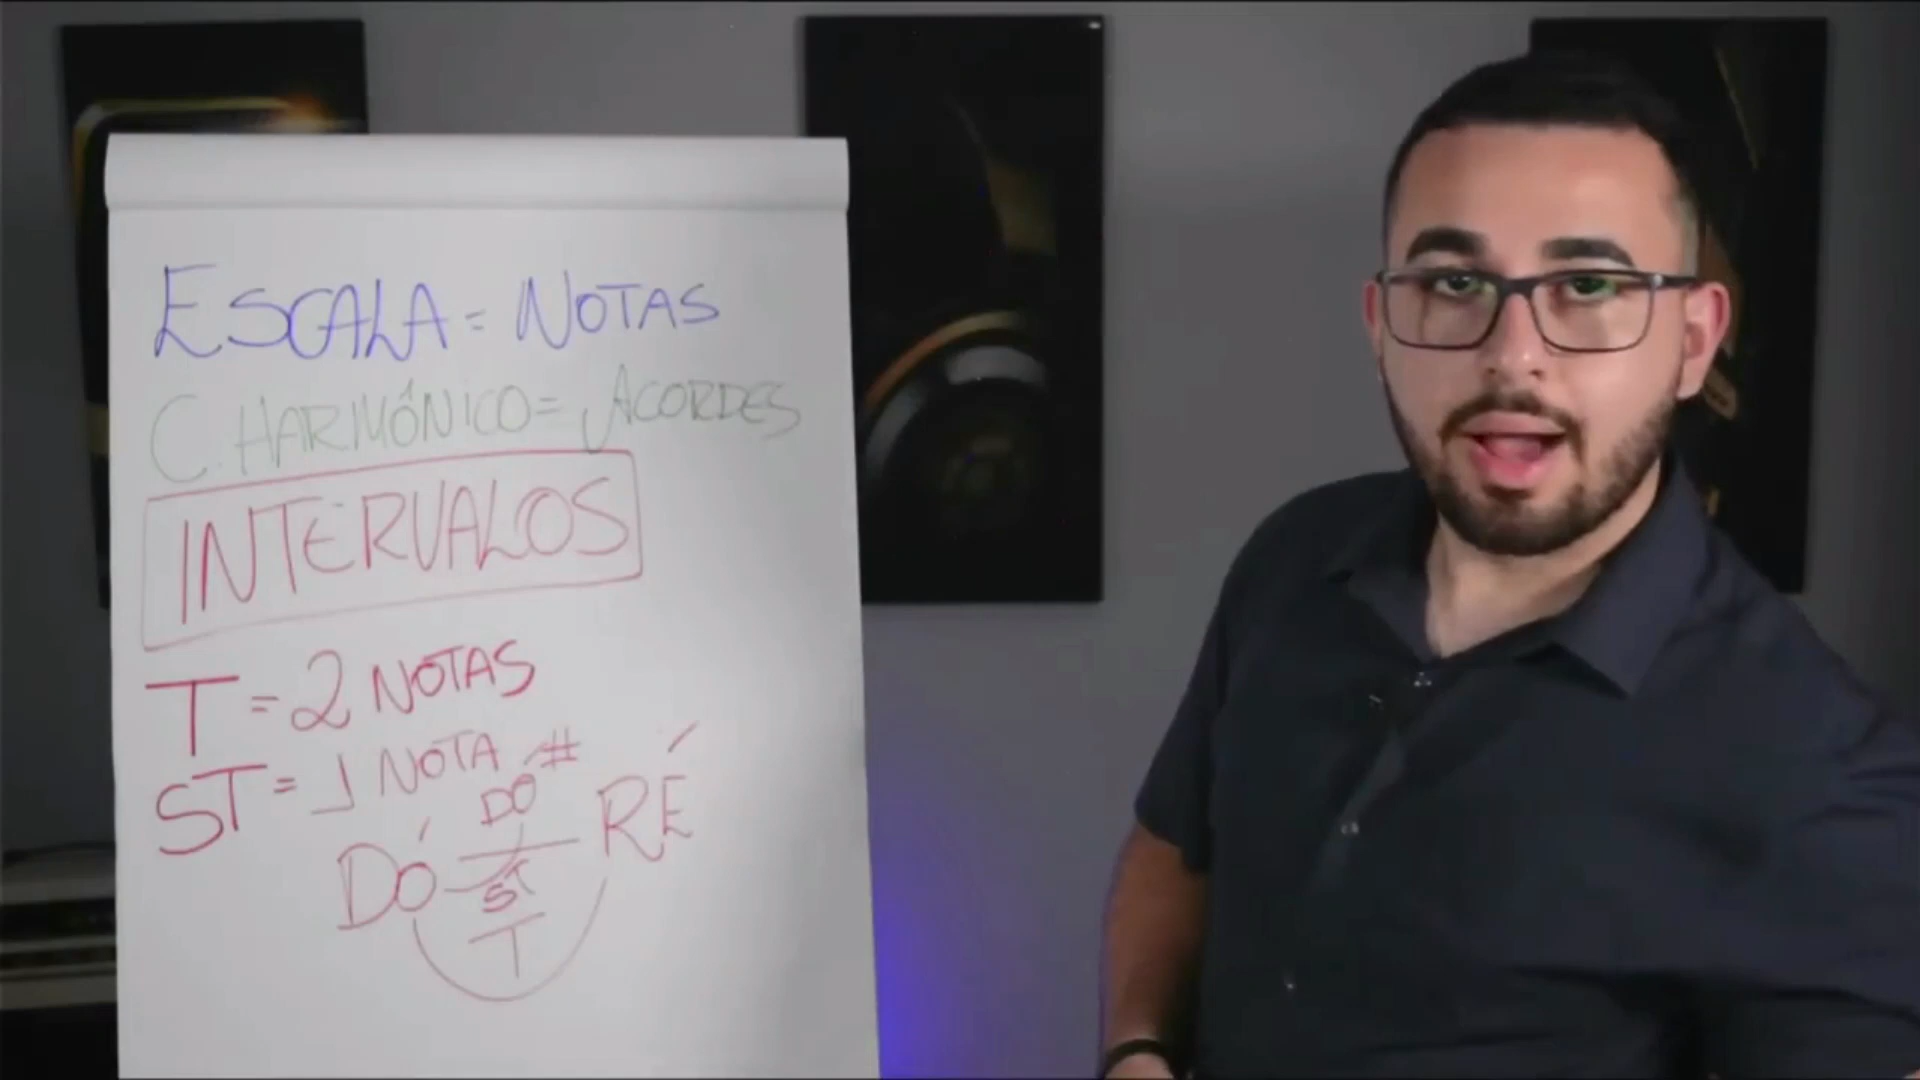 ESCALA = NOTAS
C. HARMÔNICO = ACORDES
INTERVALOS
T = 2 NOTAS
ST = 1 NOTA
DÓ #
DÓ RÉ
ST
T